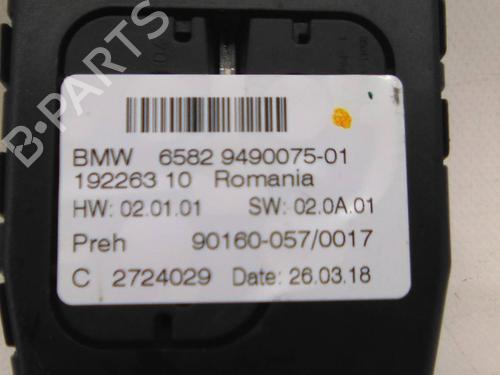 B-PARTS
BMW 6582 9490075-01
192263 10 Romania
HW: 02.01.01 SW: 02.0A.01
Preh 90160-057/0017
C 2724029 Date: 26.03.18